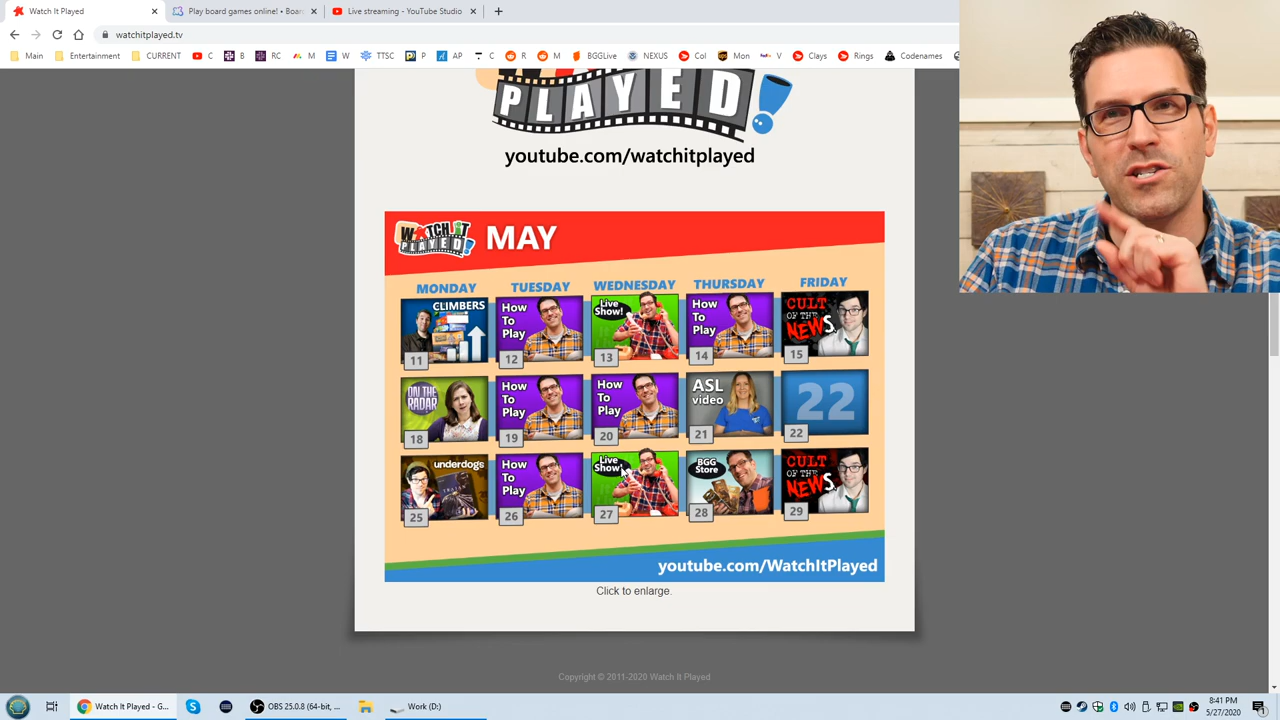 Watch It Played
Play board games online! • Boar
Live streaming - YouTube Studio
watchitplayed.tv
Main
Entertainment
CURRENT
C
B
RC
M
W
TTSC
P
AP
C
R
M
BGGLive
NEXUS
Col
Mon
V
Clays
Rings
Codenames
PLAYED!
youtube.com/watchitplayed
WATCH IT
PLAYED!
MAY
MONDAY TUESDAY WEDNESDAY THURSDAY FRIDAY
CLIMBERS
11
How
To
Play
12
Live
Show!
13
How
To
Play
14
CULT
OF THE
NEWS.
15
ON THE
RADAR
18
How
To
Play
19
How
To
Play
20
ASL
video
21
22
22
underdogs
25
How
To
Play
26
Live
Show!
27
BGG
Store
28
CULT
OF THE
NEWS.
29
youtube.com/WatchItPlayed
Click to enlarge.
Copyright © 2011-2020 Watch It Played
Watch It Played - G...
OBS 25.0.8 (64-bit, ...
Work (D:)
8:41 PM
5/27/2020